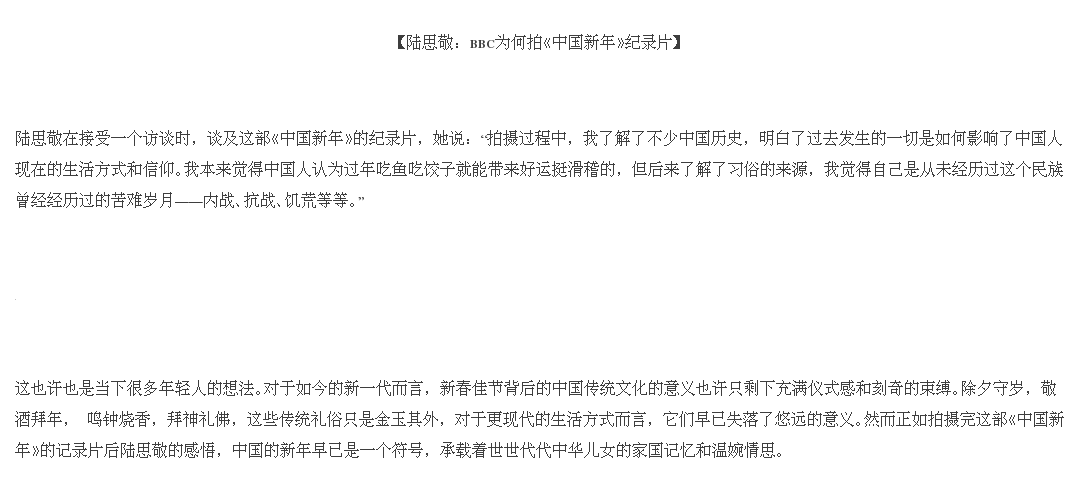 【陆思敬：BBC为何拍《中国新年》纪录片】
陆思敬在接受一个访谈时，谈及这部《中国新年》的纪录片，她说：“拍摄过程中，我了解了不少中国历史，明白了过去发生的一切是如何影响了中国人
现在的生活方式和信仰。我本来觉得中国人认为过年吃鱼吃饺子就能带来好运挺滑稽的，但后来了解了习俗的来源，我觉得自己是从未经历过这个民族
曾经经历过的苦难岁月——内战、抗战、饥荒等等。”
这也许也是当下很多年轻人的想法。对于如今的新一代而言，新春佳节背后的中国传统文化的意义也许只剩下充满仪式感和刻奇的束缚。除夕守岁，敬
酒拜年， 鸣钟烧香，拜神礼佛，这些传统礼俗只是金玉其外，对于更现代的生活方式而言，它们早已失落了悠远的意义。然而正如拍摄完这部《中国新
年》的记录片后陆思敬的感悟，中国的新年早已是一个符号，承载着世世代代中华儿女的家国记忆和温婉情思。